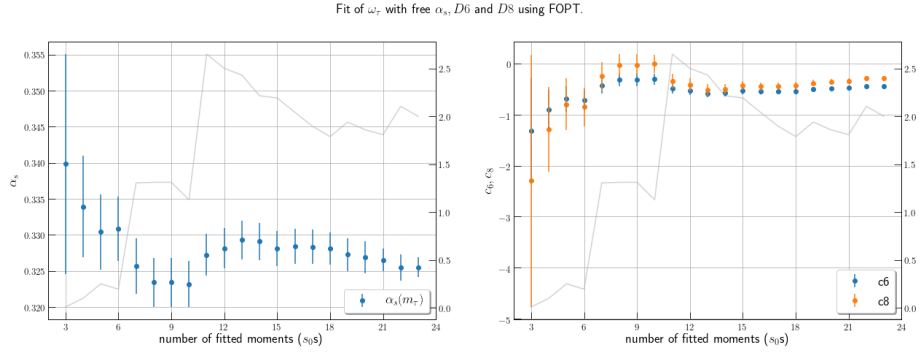 Fit of ω_τ with free α_s, D6 and D8 using FOPT.
0.355
0.350
0.345
0.340
0.335
0.330
0.325
0.320
α_s
2.5
2.0
1.5
1.0
0.5
0.0
3 6 9 12 15 18 21 24
number of fitted moments (s_0s)
α_s(m_τ)
0
−1
−2
−3
−4
−5
c_6, c_8
2.5
2.0
1.5
1.0
0.5
0.0
3 6 9 12 15 18 21 24
number of fitted moments (s_0s)
c6
c8